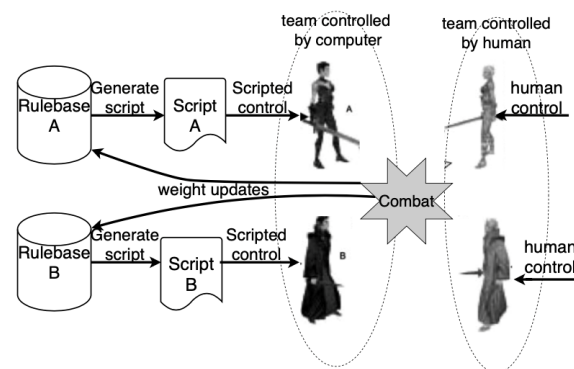 team controlled
by computer
team controlled
by human
Rulebase
A
Generate
script
Script
A
Scripted
control
A
human
control
weight updates
Combat
Rulebase
B
Generate
script
Script
B
Scripted
control
B
human
control